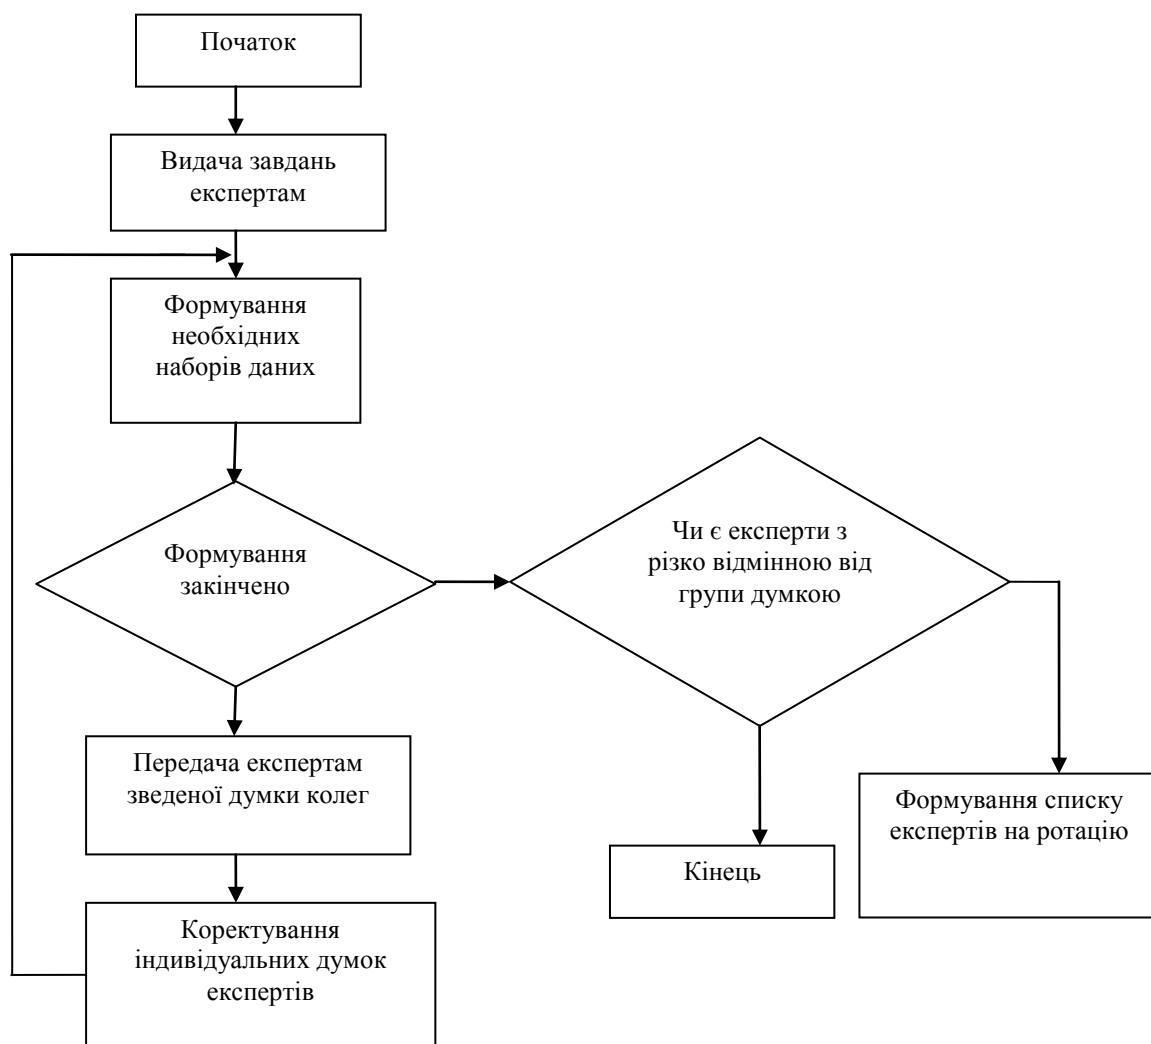 Початок
Видача завдань
експертам
Формування
необхідних
наборів даних
Формування
закінчено
Чи є експерти з
різко відмінною від
групи думкою
Передача експертам
зведеної думки колег
Формування списку
експертів на ротацію
Кінець
Коректування
індивідуальних думок
експертів